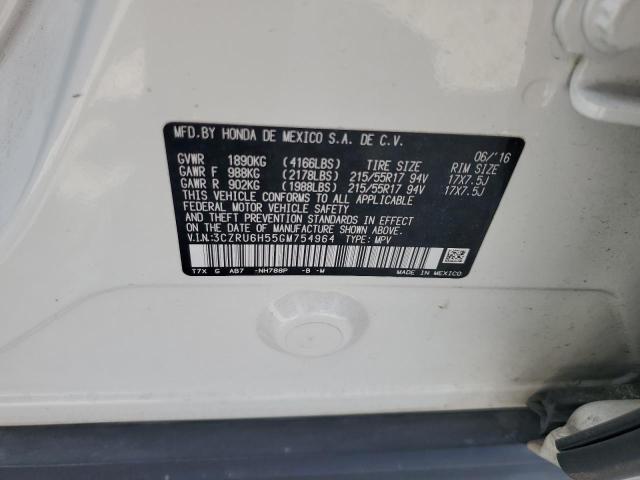 MFD.BY HONDA DE MEXICO S.A. DE C.V.
06/'16
GVWR 1890KG (4166LBS) TIRE SIZE RIM SIZE
GAWR F 988KG (2178LBS) 215/55R17 94V 17X7.5J
GAWR R 902KG (1988LBS) 215/55R17 94V 17X7.5J
THIS VEHICLE CONFORMS TO ALL APPLICABLE
FEDERAL MOTOR VEHICLE SAFETY, BUMPER, AND
THEFT PREVENTION STANDARDS IN EFFECT
ON THE DATE OF MANUFACTURE SHOWN ABOVE.
V.I.N:3CZRU6H55GM754964 TYPE: MPV
T7X G AB7 -NH788P -B -M MADE IN MEXICO